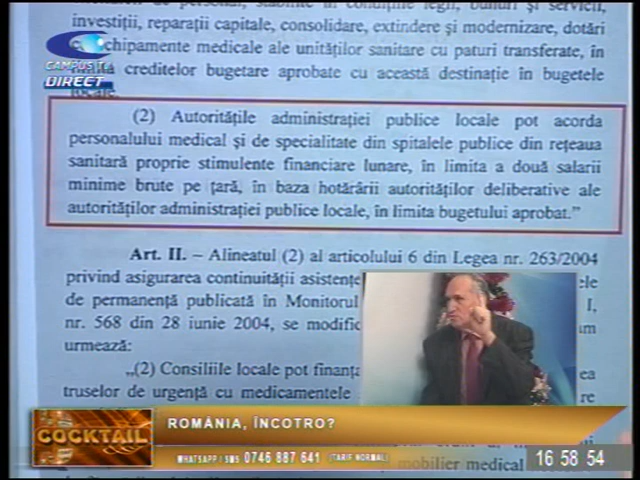 investiții, reparații capitale, consolidare, extindere și modernizare, dotări
echipamente medicale ale unităților sanitare cu paturi transferate, în
creditelor bugetare aprobate cu această destinație în bugetele
locale.
(2) Autoritățile administrației publice locale pot acorda
personalului medical și de specialitate din spitalele publice din rețeaua
sanitară proprie stimulente financiare lunare, în limita a două salarii
minime brute pe țară, în baza hotărârii autorităților deliberative ale
autorităților administrației publice locale, în limita bugetului aprobat."
Art. II. – Alineatul (2) al articolului 6 din Legea nr. 263/2004
privind asigurarea continuității asistențe
de permanență publicată în Monitorul I,
nr. 568 din 28 iunie 2004, se modific
urmează:
„(2) Consiliile locale pot finanța
truselor de urgență cu medicamentele
mobilier medical
CAMPUS TV
DIRECT
COCKTAIL
ROMÂNIA, ÎNCOTRO?
WHATSAPP / SMS 0746 887 641 (TARIF NORMAL)
16 58 54